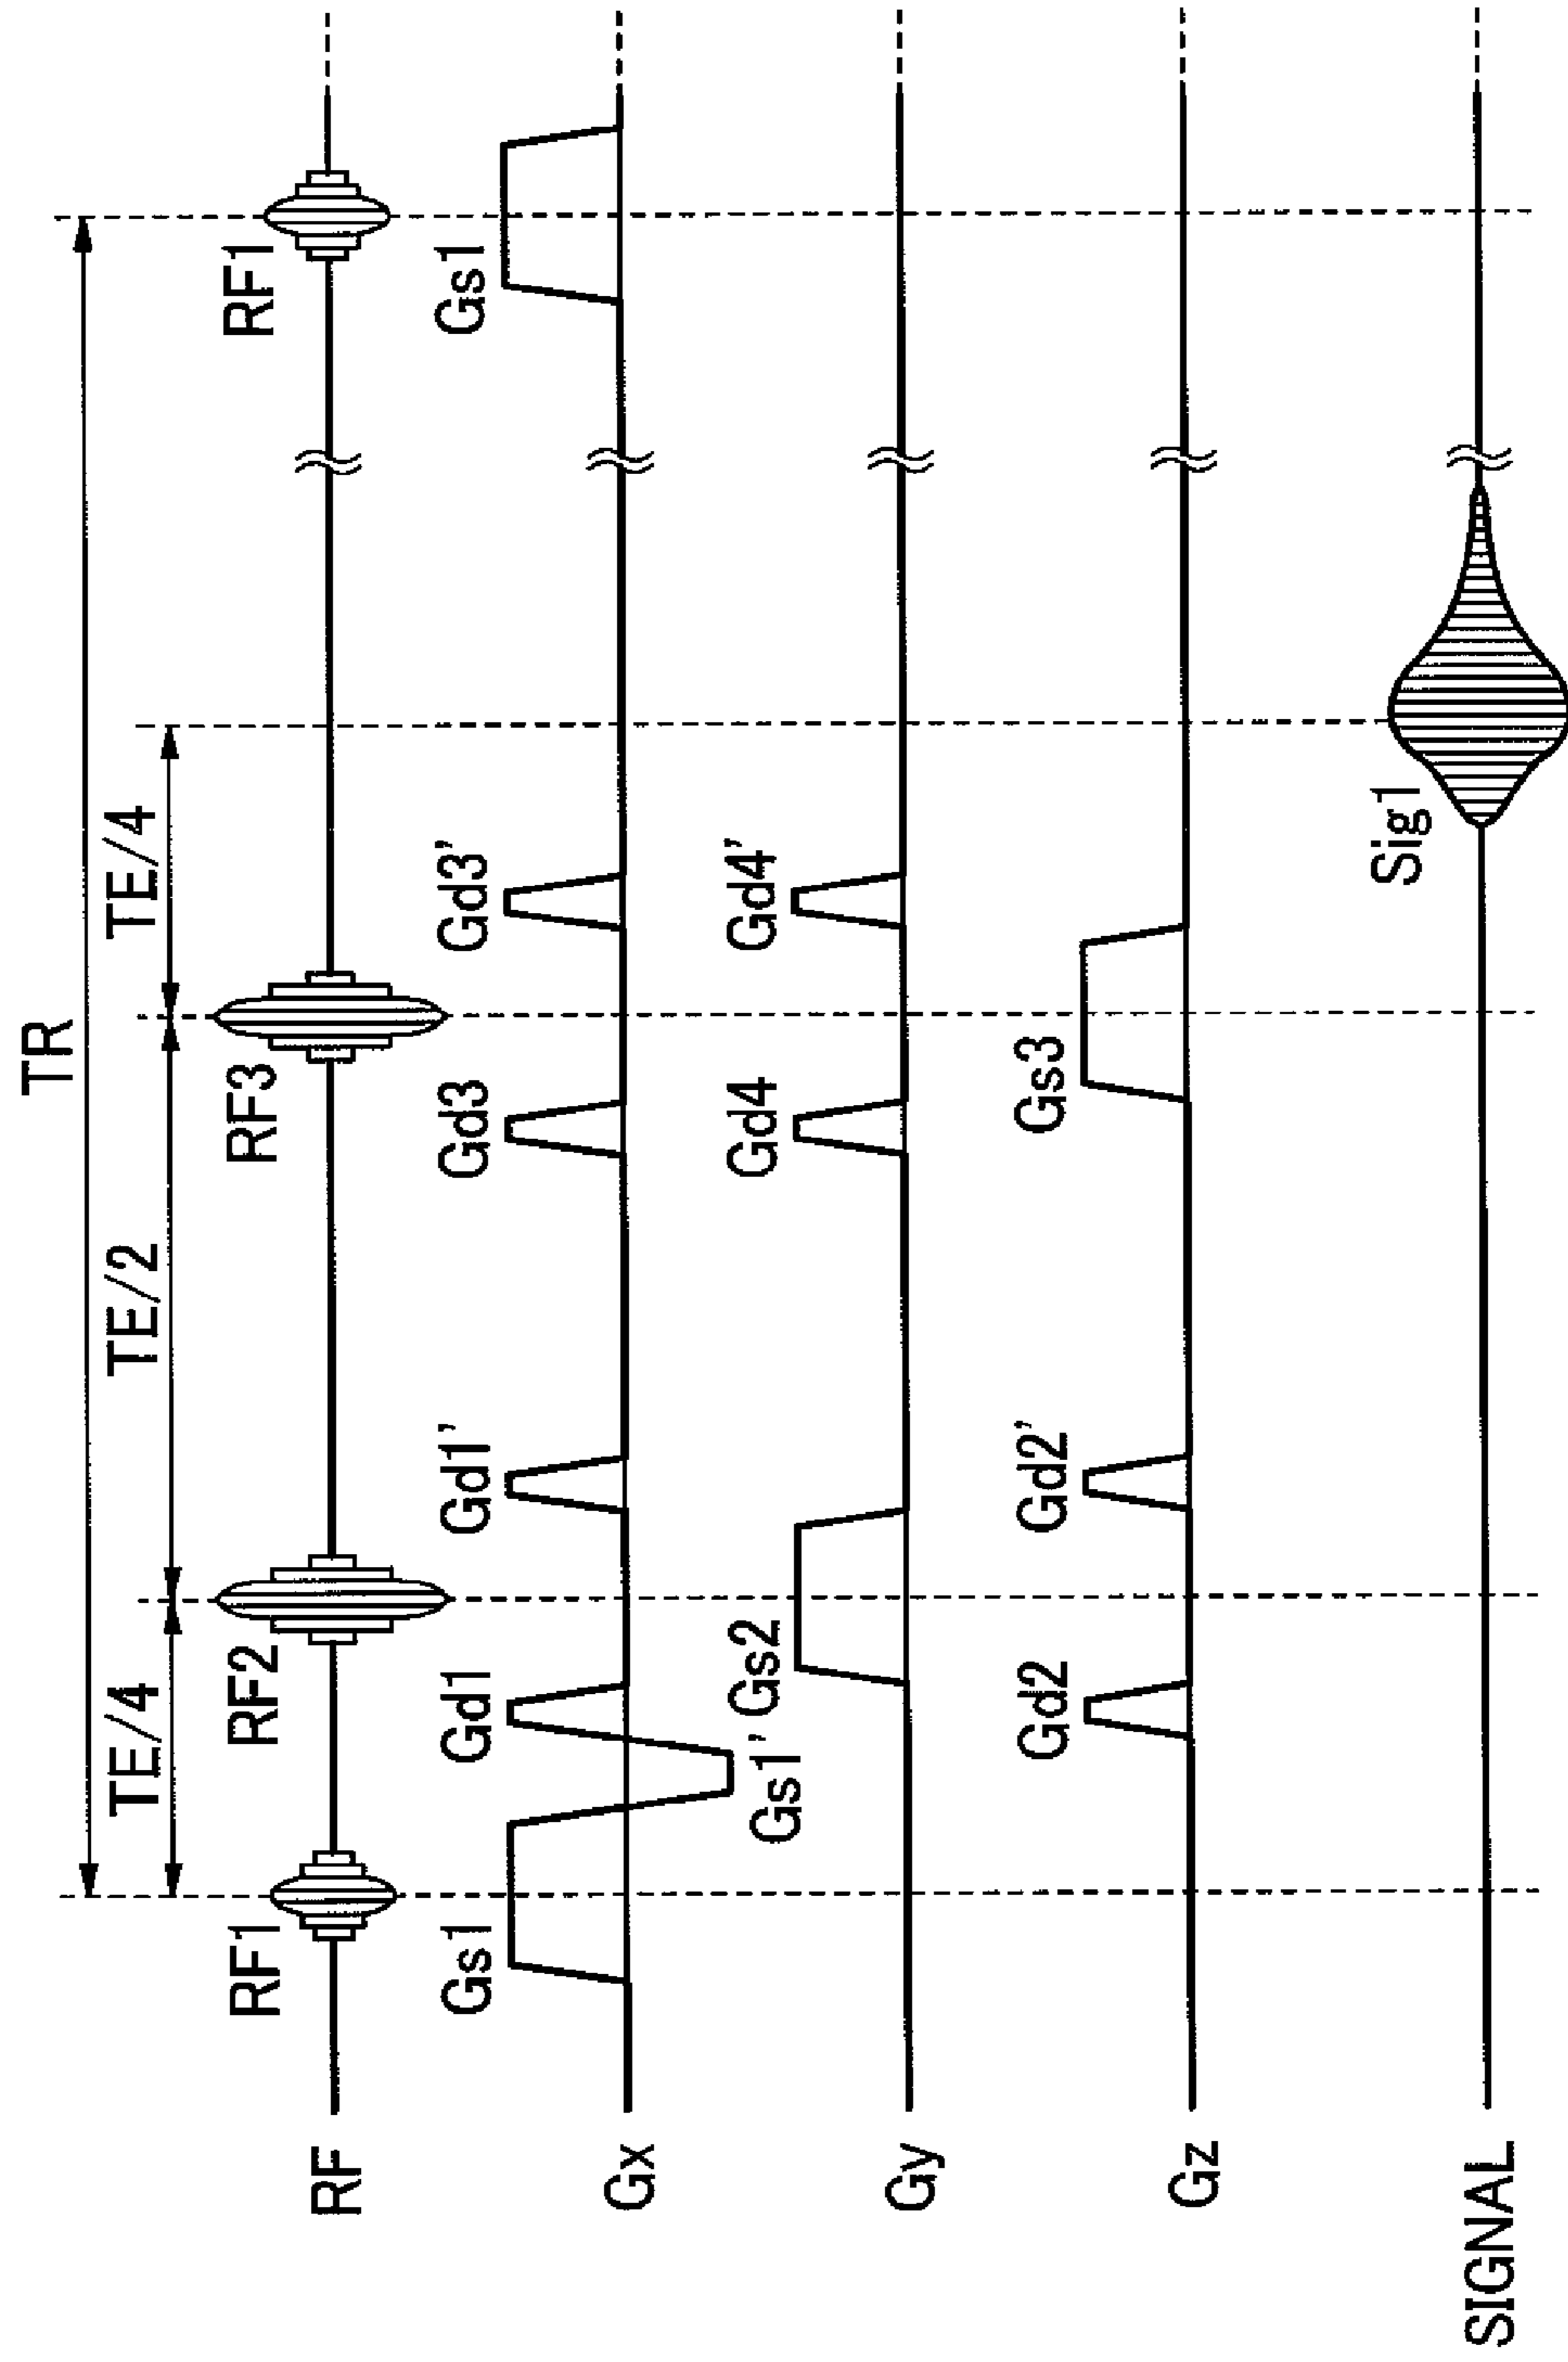 TR
TE/4 TE/2 TE/4
RF RF1 RF2 RF3 RF1
Gx Gs1 Gs1' Gd1 Gd1' Gd3 Gd3' Gs1
Gy Gs2 Gd4 Gd4'
Gz Gd2 Gd2' Gs3
SIGNAL Sig1